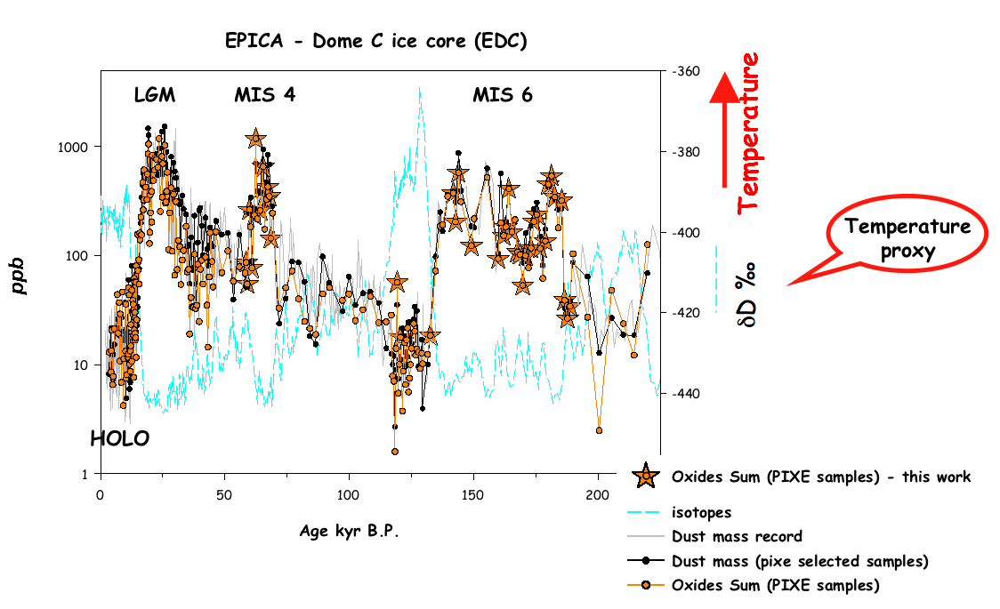 EPICA - Dome C ice core (EDC)
LGM
MIS 4
MIS 6
HOLO
ppb
1000
100
10
1
0
50
100
150
200
Age kyr B.P.
-360
-380
-400
-420
-440
δD ‰
Temperature
Temperature
proxy
Oxides Sum (PIXE samples) - this work
isotopes
Dust mass record
Dust mass (pixe selected samples)
Oxides Sum (PIXE samples)